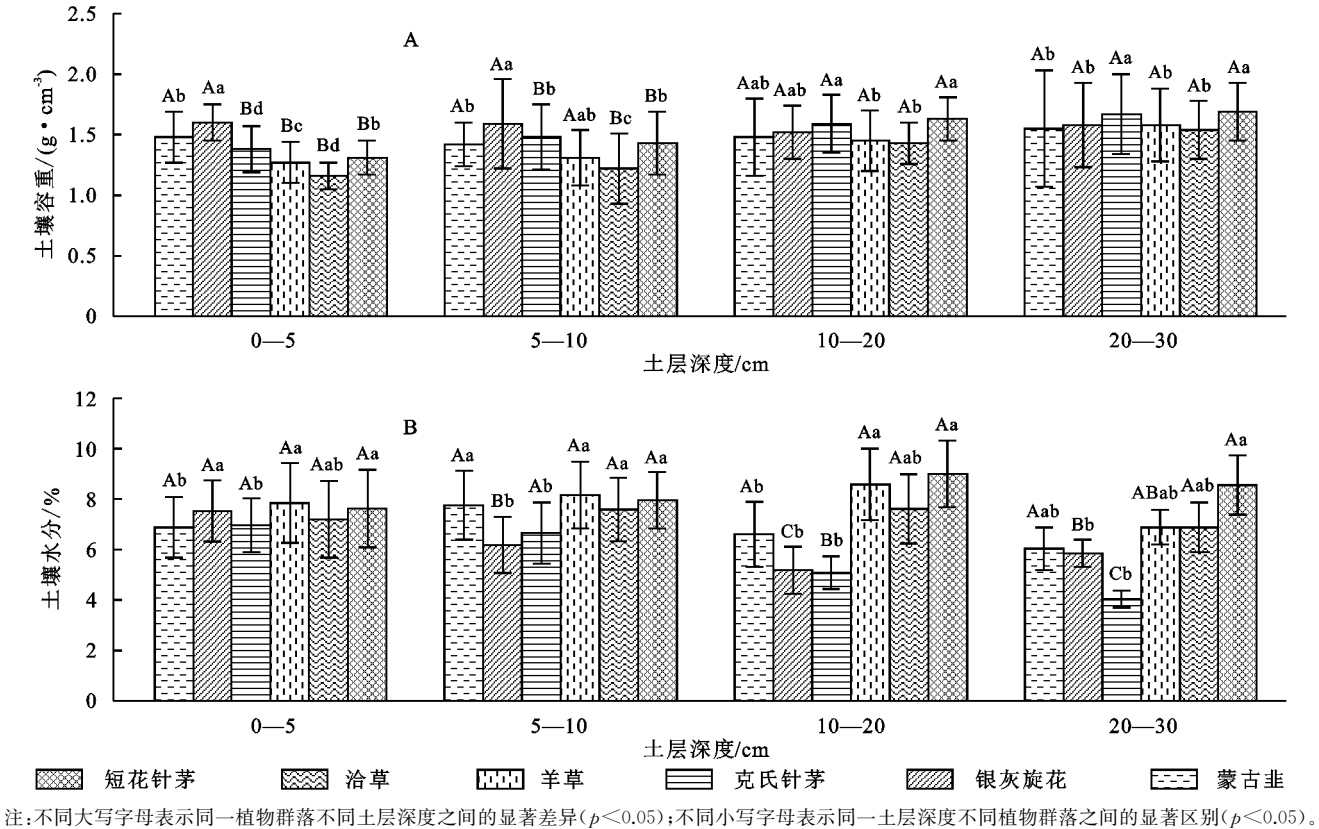 2.5
A
Aa
Ab
Ab
Aa
Ab
Ab
Aa
2.0
Aa
Aab
Aab
Aa
Ab
Ab
Aa
Ab
Bd
Bc
Bd
Bb
Ab
Bb
Aab
Bc
Bb
1.5
1.0
0.5
0
土壤容重/(g·cm-3)
0—5
5—10
10—20
20—30
土层深度/cm
12
B
10
8
6
4
2
0
土壤水分/%
Ab
Aa
Ab
Aa
Aab
Aa
Aa
Bb
Ab
Aa
Aa
Aa
Ab
Cb
Bb
Aa
Aab
Aa
Aab
Bb
Cb
ABab
Aab
Aa
0—5
5—10
10—20
20—30
土层深度/cm
短花针茅 洽草 羊草 克氏针茅 银灰旋花 蒙古韭
注:不同大写字母表示同一植物群落不同土层深度之间的显著差异(p<0.05);不同小写字母表示同一土层深度不同植物群落之间的显著区别(p<0.05)。